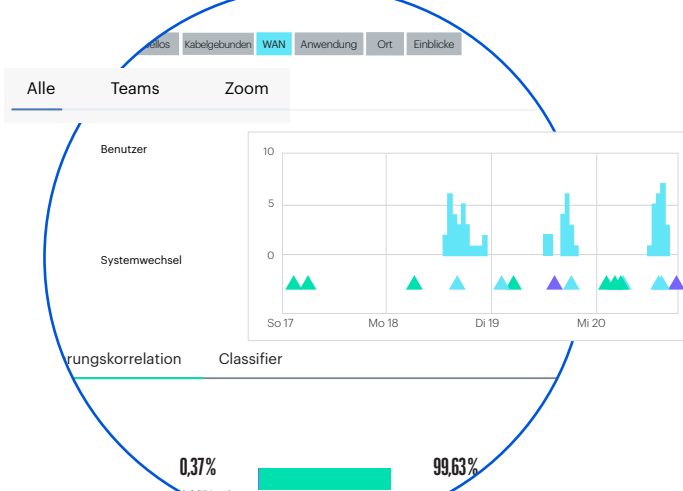 Kabelgebunden WAN Anwendung Ort Einblicke
Alle Teams Zoom
Benutzer
10
5
Systemwechsel
0
So 17 Mo 18 Di 19 Mi 20
rungskorrelation Classifier
0,37% 99,63%